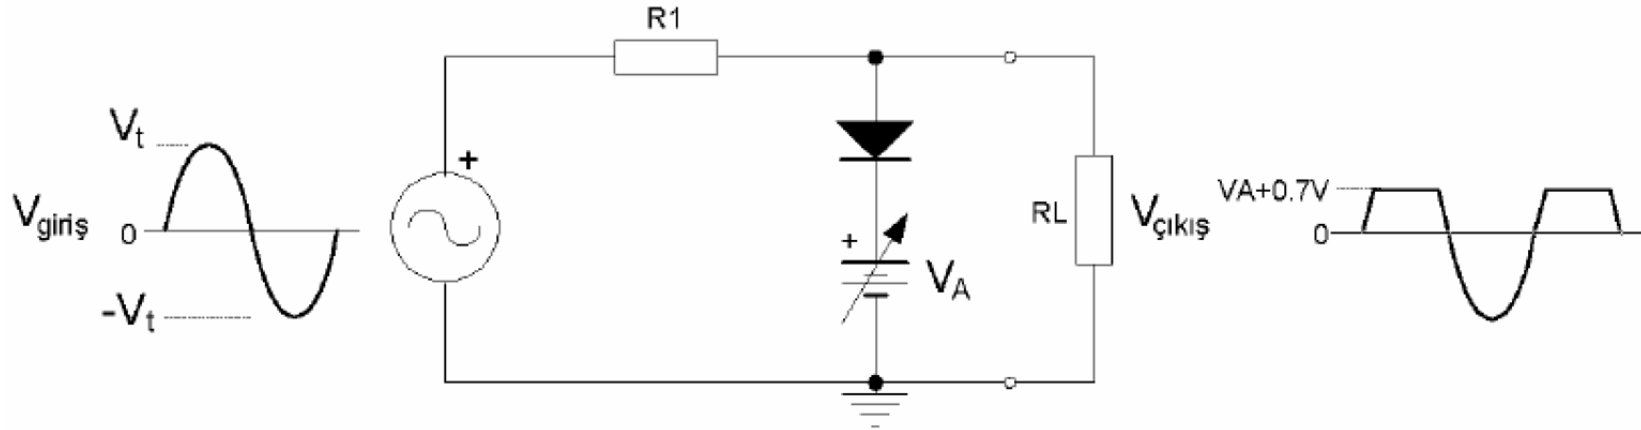 R1
Vt
Vgiriş
0
-Vt
+
+
VA
RL
Vçıkış
VA+0.7V
0